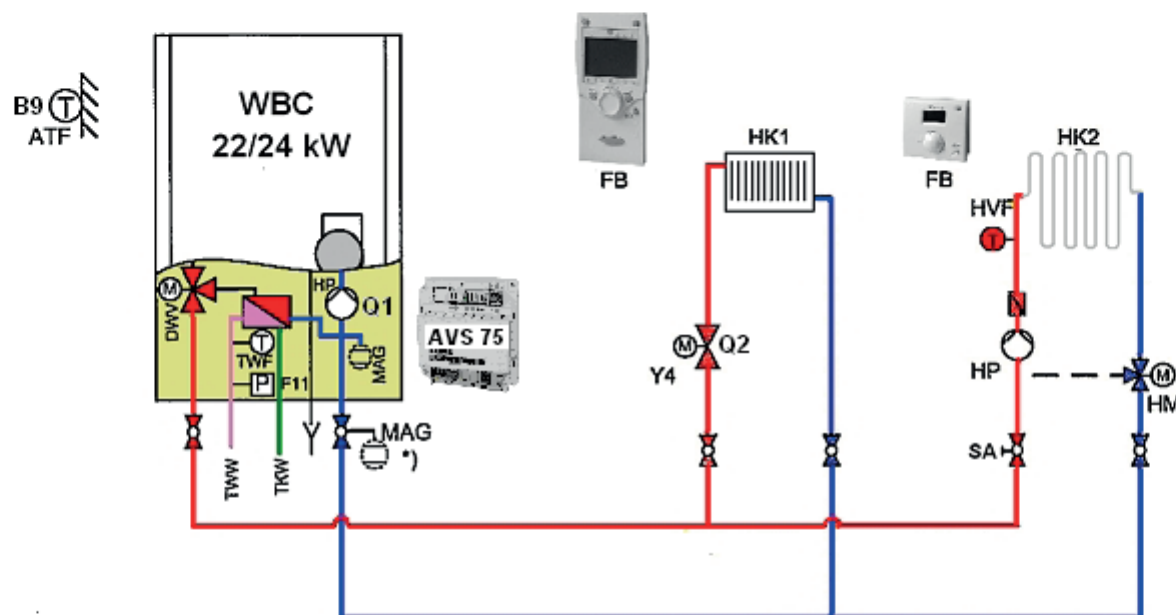 B9
T
ATF
WBC
22/24 kW
M
DWV
HP
Q1
T
TWF
P
F11
MAG
TWW
TKW
MAG
*)
AVS 75
FB
HK1
M
Q2
Y4
FB
HK2
HVF
T
HP
M
HM
SA